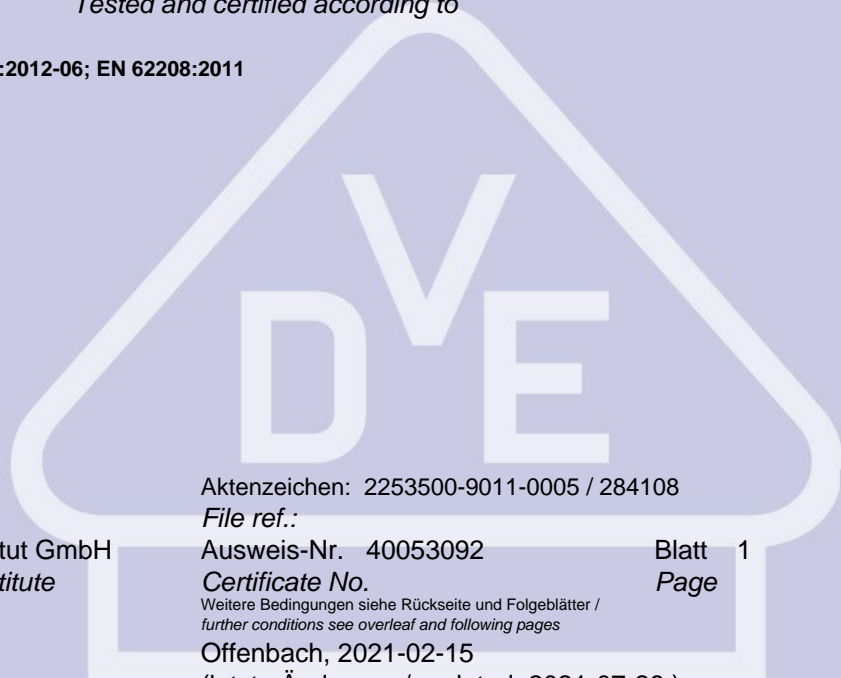 Tested and certified according to
:2012-06; EN 62208:2011
DVE
Aktenzeichen: 2253500-9011-0005 / 284108
File ref.:
tut GmbH Ausweis-Nr. 40053092 Blatt 1
titute Certificate No. Page
Weitere Bedingungen siehe Rückseite und Folgeblätter /
further conditions see overleaf and following pages
Offenbach, 2021-02-15